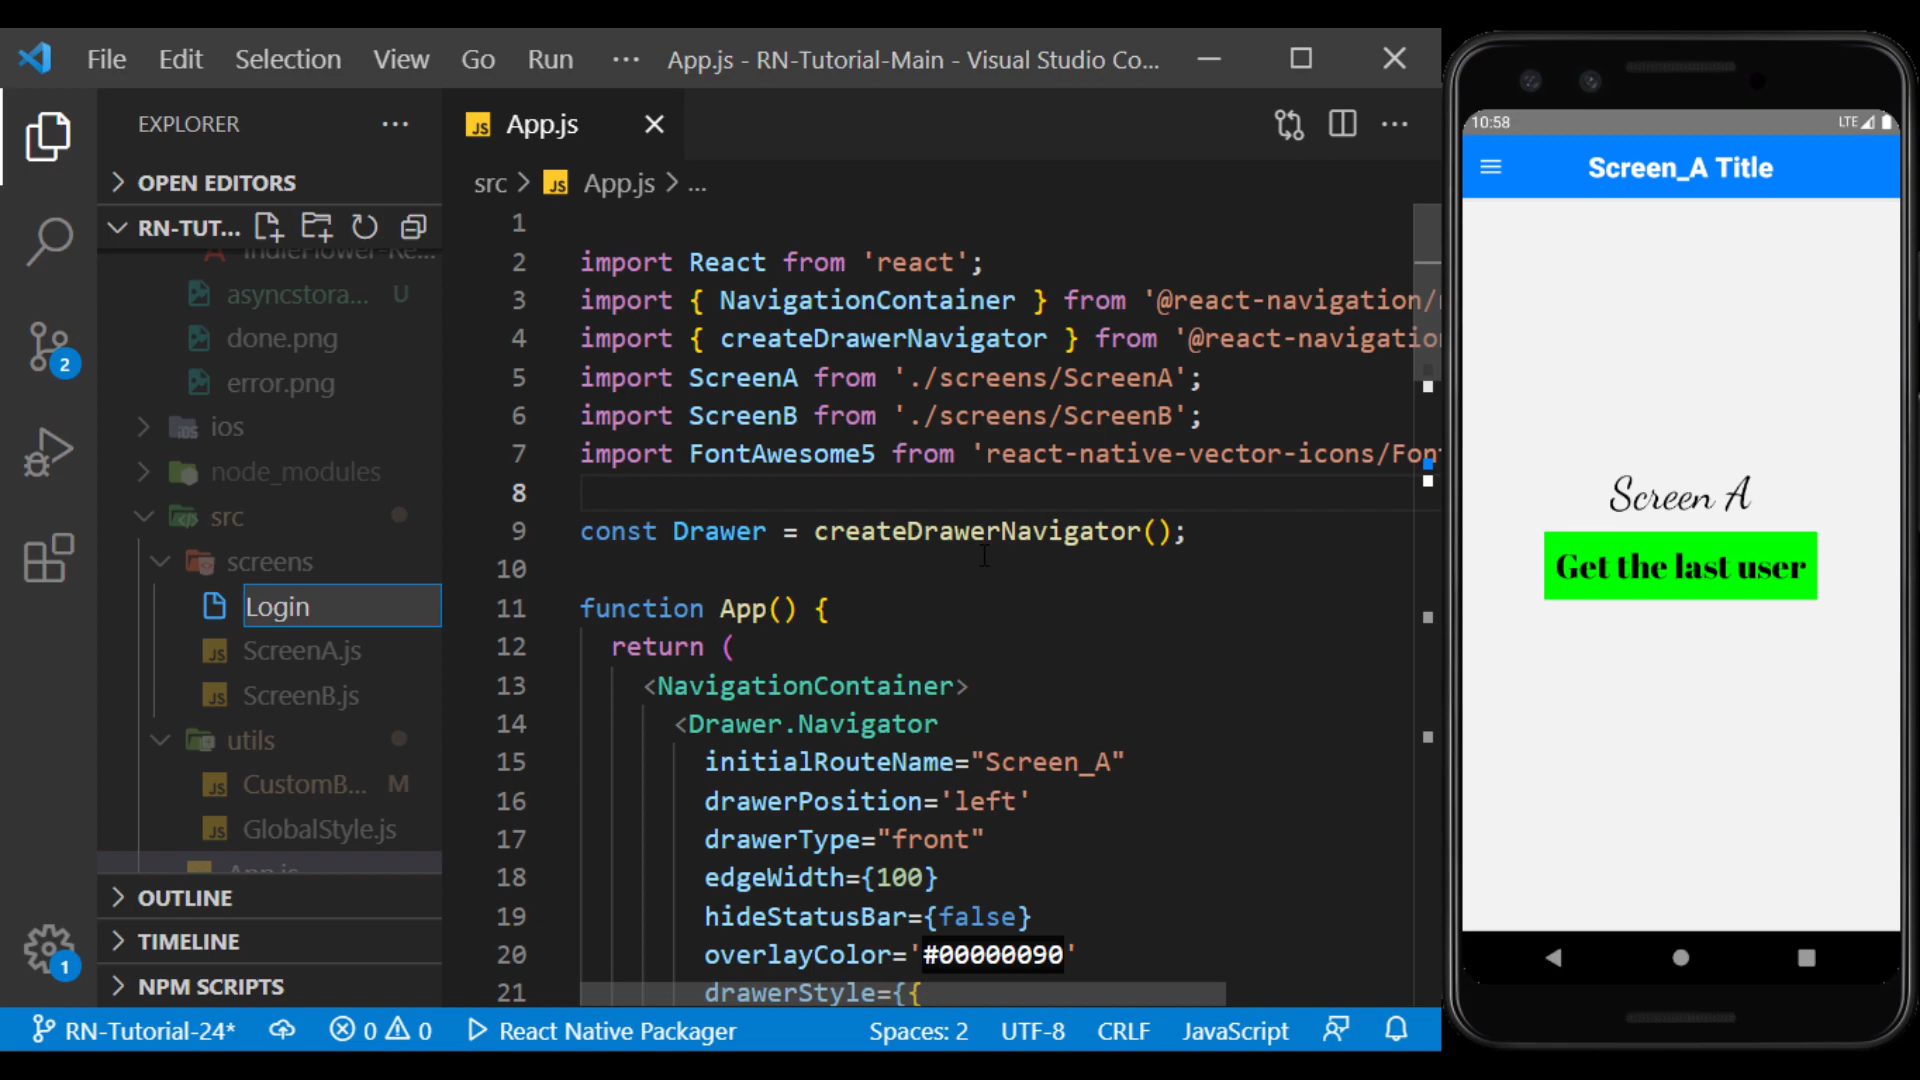 File Edit Selection View Go Run ··· App.js - RN-Tutorial-Main - Visual Studio Co...
EXPLORER
OPEN EDITORS
RN-TUT...
IndieFlower-Re...
asyncstora... U
done.png
error.png
ios
node_modules
src
screens
Login
ScreenA.js
ScreenB.js
utils
CustomB... M
GlobalStyle.js
App.js
OUTLINE
TIMELINE
NPM SCRIPTS
2
1
JS App.js
src > JS App.js > ...
1
2 import React from 'react';
3 import { NavigationContainer } from '@react-navigation/
4 import { createDrawerNavigator } from '@react-navigatio
5 import ScreenA from './screens/ScreenA';
6 import ScreenB from './screens/ScreenB';
7 import FontAwesome5 from 'react-native-vector-icons/Fon
8
9 const Drawer = createDrawerNavigator();
10
11 function App() {
12 return (
13 <NavigationContainer>
14 <Drawer.Navigator
15 initialRouteName="Screen_A"
16 drawerPosition='left'
17 drawerType="front"
18 edgeWidth={100}
19 hideStatusBar={false}
20 overlayColor='#00000090'
21 drawerStyle={{
RN-Tutorial-24* 0 0 React Native Packager Spaces: 2 UTF-8 CRLF JavaScript
10:58 LTE
Screen_A Title
Screen A
Get the last user